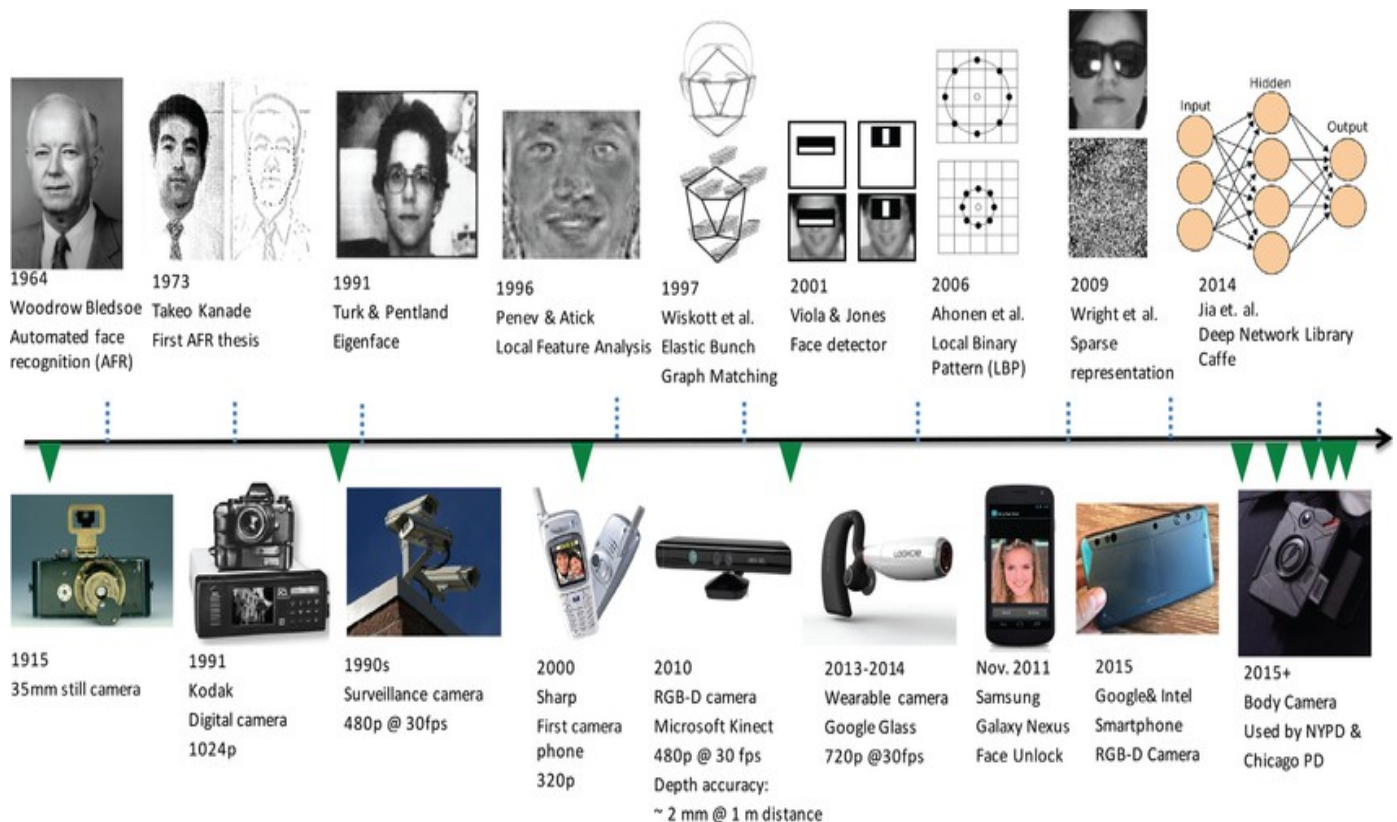 Input
Hidden
Output
1964
Woodrow Bledsoe
Automated face
recognition (AFR)
1973
Takeo Kanade
First AFR thesis
1991
Turk & Pentland
Eigenface
1996
Penev & Atick
Local Feature Analysis
1997
Wiskott et al.
Elastic Bunch
Graph Matching
2001
Viola & Jones
Face detector
2006
Ahonen et al.
Local Binary
Pattern (LBP)
2009
Wright et al.
Sparse
representation
2014
Jia et. al.
Deep Network Library
Caffe
LOOXCIE
1915
35mm still camera
1991
Kodak
Digital camera
1024p
1990s
Surveillance camera
480p @ 30fps
2000
Sharp
First camera
phone
320p
2010
RGB-D camera
Microsoft Kinect
480p @ 30 fps
Depth accuracy:
~ 2 mm @ 1 m distance
2013-2014
Wearable camera
Google Glass
720p @30fps
Nov. 2011
Samsung
Galaxy Nexus
Face Unlock
2015
Google& Intel
Smartphone
RGB-D Camera
2015+
Body Camera
Used by NYPD &
Chicago PD